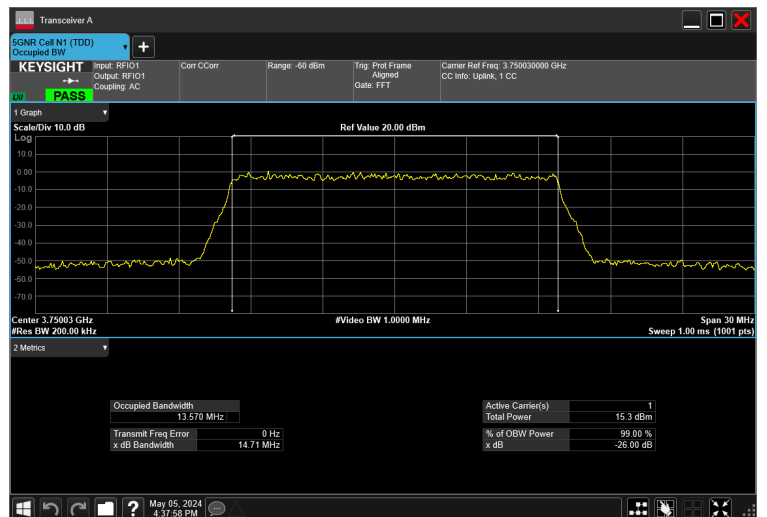 Transceiver A
5GNR Cell N1 (TDD)
Occupied BW
KEYSIGHT
Input: RFIO1
Output: RFIO1
Coupling: AC
Corr CCorr
Range: -60 dBm
Trig: Prot Frame
Aligned
Gate: FFT
Carrier Ref Freq: 3.750030000 GHz
CC Info: Uplink, 1 CC
LXI
PASS
1 Graph
Scale/Div 10.0 dB
Ref Value 20.00 dBm
Log
10.0
0.00
-10.0
-20.0
-30.0
-40.0
-50.0
-60.0
-70.0
Center 3.75003 GHz
#Video BW 1.0000 MHz
Span 30 MHz
#Res BW 200.00 kHz
Sweep 1.00 ms (1001 pts)
2 Metrics
Occupied Bandwidth
13.570 MHz
Active Carrier(s) 1
Total Power 15.3 dBm
Transmit Freq Error 0 Hz
x dB Bandwidth 14.71 MHz
% of OBW Power 99.00 %
x dB -26.00 dB
?
May 05, 2024
4:37:58 PM